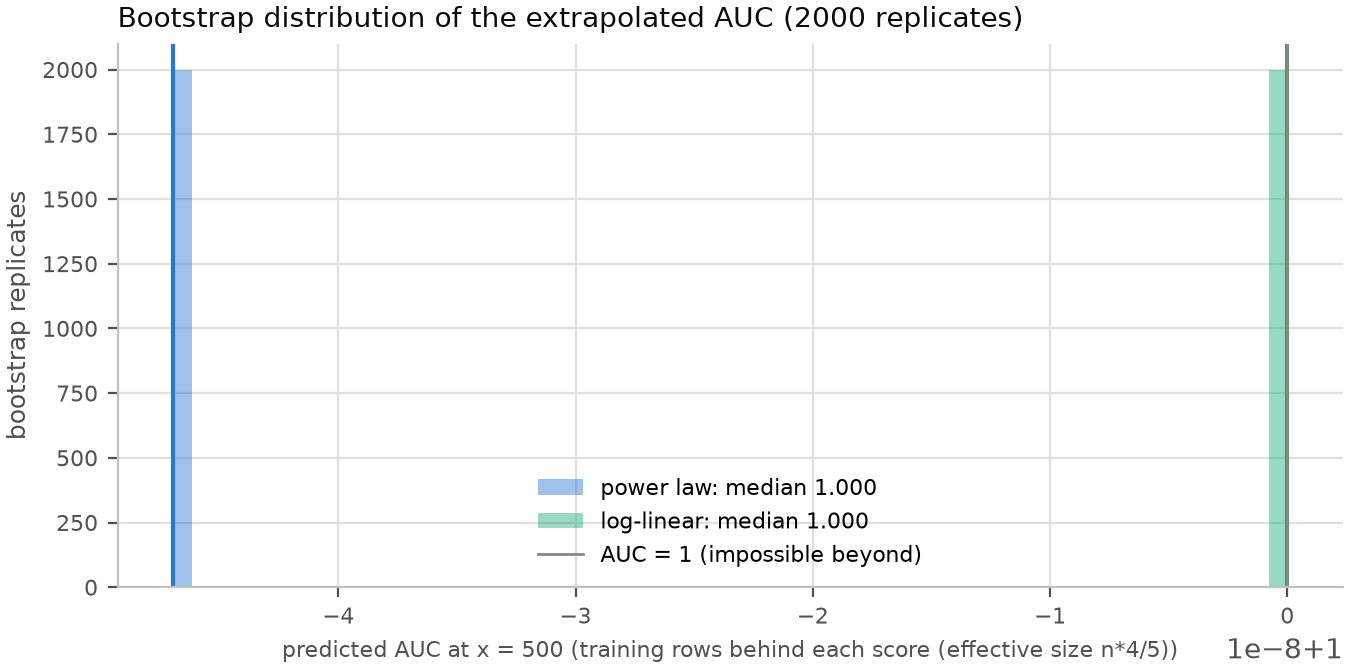 Bootstrap distribution of the extrapolated AUC (2000 replicates)
bootstrap replicates
2000
1750
1500
1250
1000
750
500
250
0
power law: median 1.000
log-linear: median 1.000
AUC = 1 (impossible beyond)
−4
−3
−2
−1
0
predicted AUC at x = 500 (training rows behind each score (effective size n*4/5))
1e−8+1